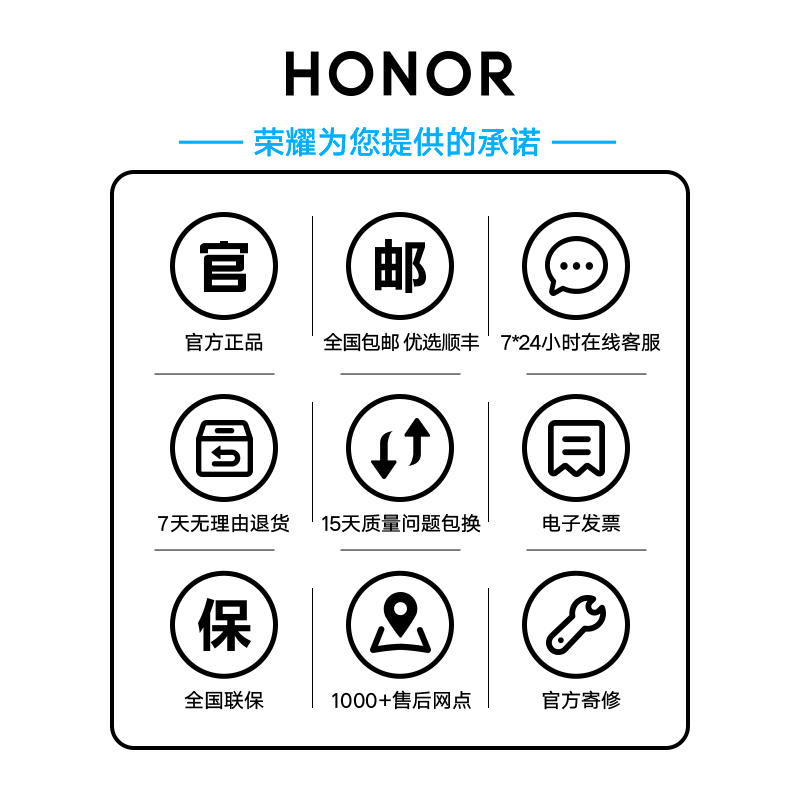 HONOR
荣耀为您提供的承诺
官
邮
官方正品
全国包邮 优选顺丰
7*24小时在线客服
7天无理由退货
15天质量问题包换
电子发票
保
全国联保
1000+售后网点
官方寄修